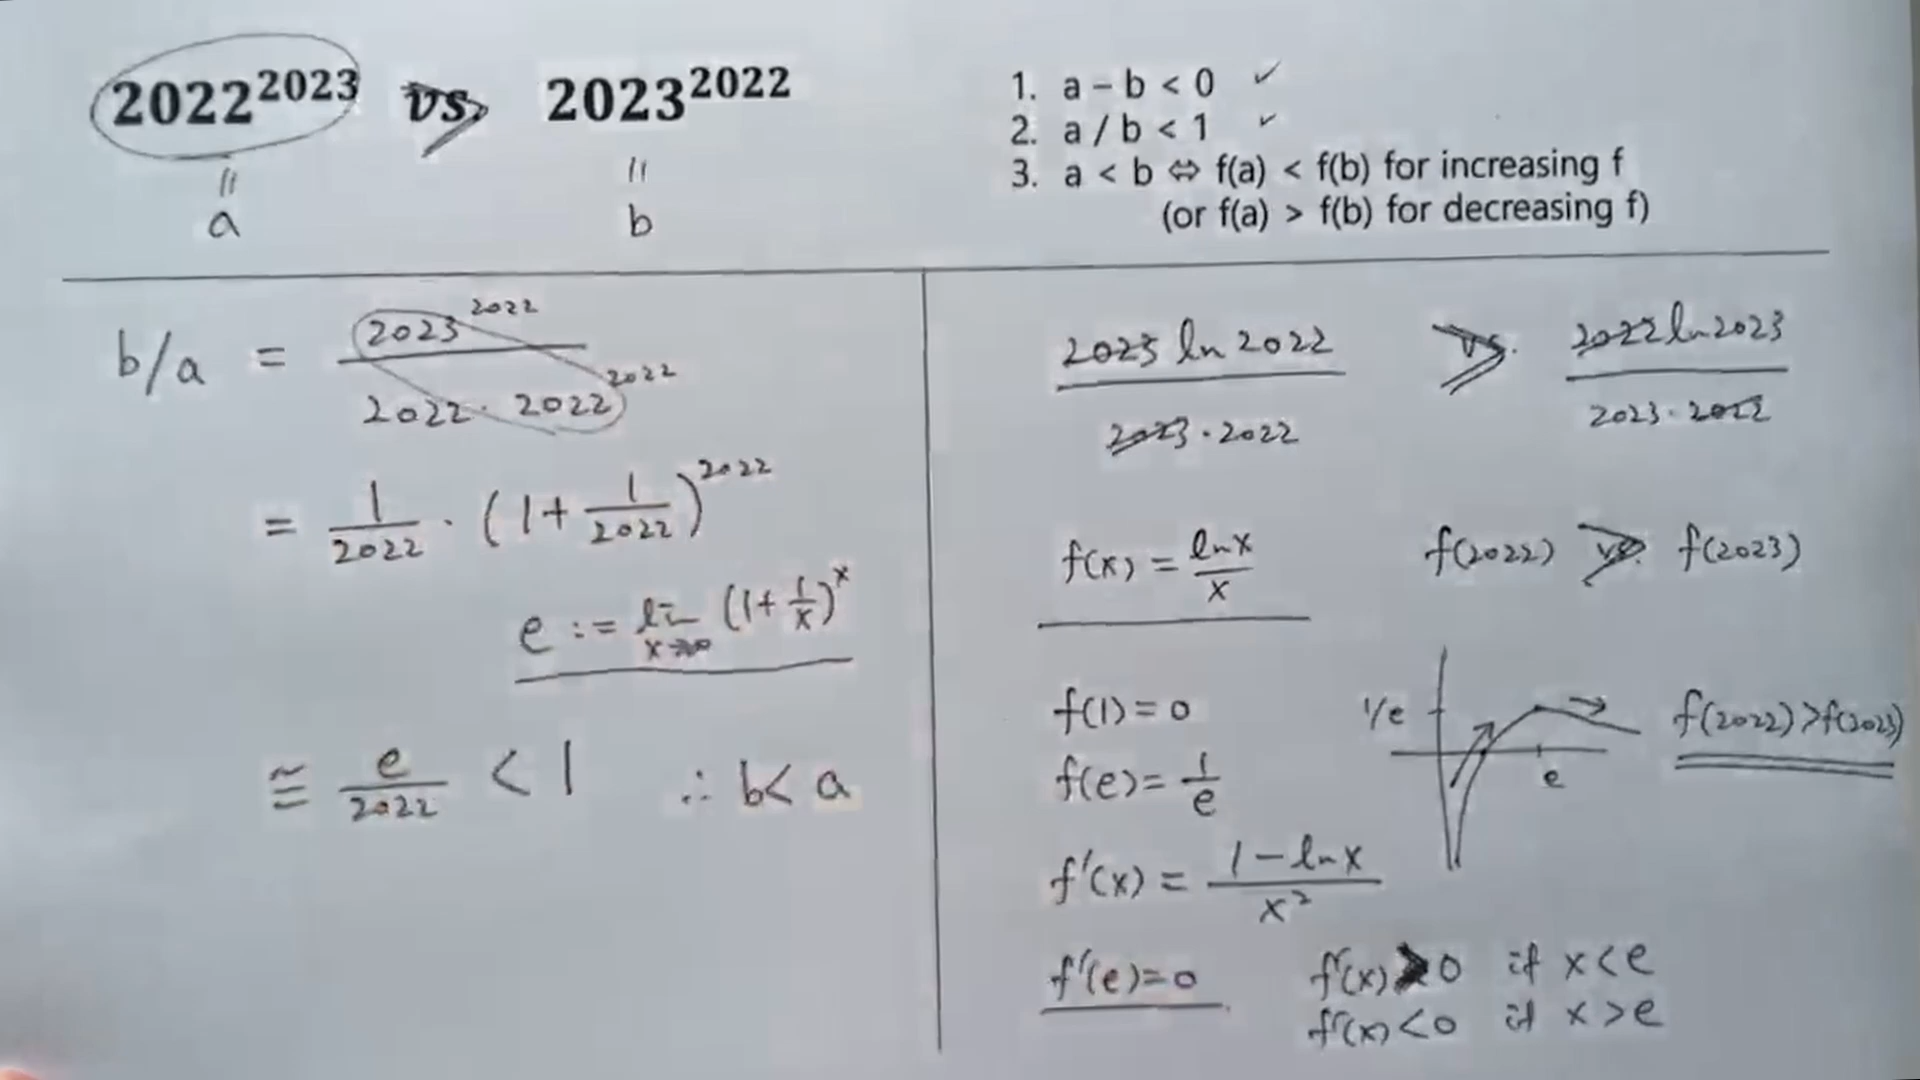 2022^2023 vs. > 2023^2022
1. a – b < 0 ✓
2. a / b < 1 ✓
3. a < b ⇔ f(a) < f(b) for increasing f
(or f(a) > f(b) for decreasing f)
= a
= b
b/a = 2023^2022 / 2022 · 2022^2022
= 1/2022 · (1 + 1/2022)^2022
e := lim x→∞ (1 + 1/x)^x
≅ e/2022 < 1 ∴ b < a
2023 ln 2022 / 2023 · 2022 vs. > 2022 ln 2023 / 2023 · 2022
f(x) = ln x / x f(2022) vs. > f(2023)
f(1) = 0
1/e
e
f(2022) > f(2023)
f(e) = 1/e
f'(x) = 1 - ln x / x²
f'(e) = 0
f'(x) > 0 if x < e
f'(x) < 0 if x > e